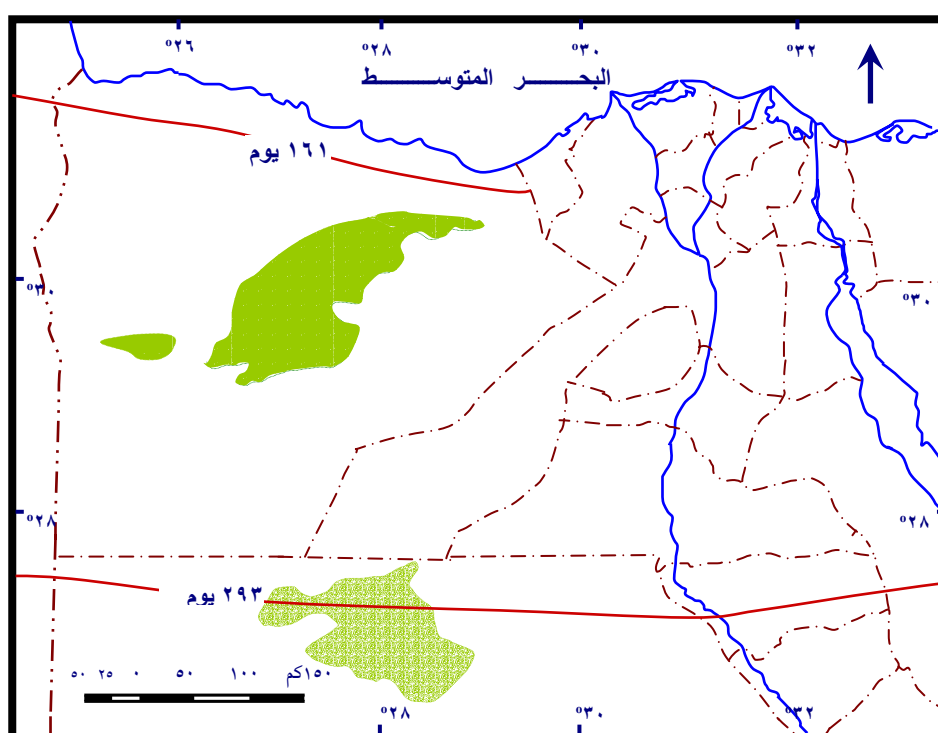 °٢٦ °٢٨ °٣٠ °٣٢
البحـــــر المتوســـــــط
١٦١ يوم
°٣٠ °٣٠
°٢٨ °٢٨
٢٩٣ يوم
٥٠ ٢٥ ٠ ٥٠ ١٠٠ ١٥٠كم
°٢٨ °٣٠ °٣٢